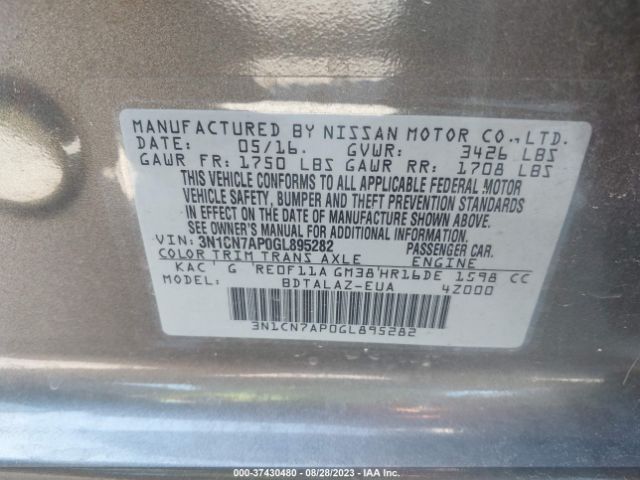 MANUFACTURED BY NISSAN MOTOR CO., LTD.
DATE: 05/16. GVWR: 3426 LBS
GAWR FR: 1750 LBS GAWR RR: 1708 LBS
THIS VEHICLE CONFORMS TO ALL APPLICABLE FEDERAL MOTOR
VEHICLE SAFETY, BUMPER, AND THEFT PREVENTION STANDARDS
IN EFFECT ON THE DATE OF MANUFACTURE SHOWN ABOVE.
SEE OWNER'S MANUAL FOR ADDITIONAL INFORMATION.
VIN: 3N1CN7AP0GL895282 PASSENGER CAR.
COLOR TRIM TRANS AXLE ENGINE
KAC' G RE0F11A GM38'HR16DE 1598 CC
MODEL: BDTALAZ-EUA 4Z000
3N1CN7AP0GL895282
000-37430480 - 08/28/2023 - IAA Inc.